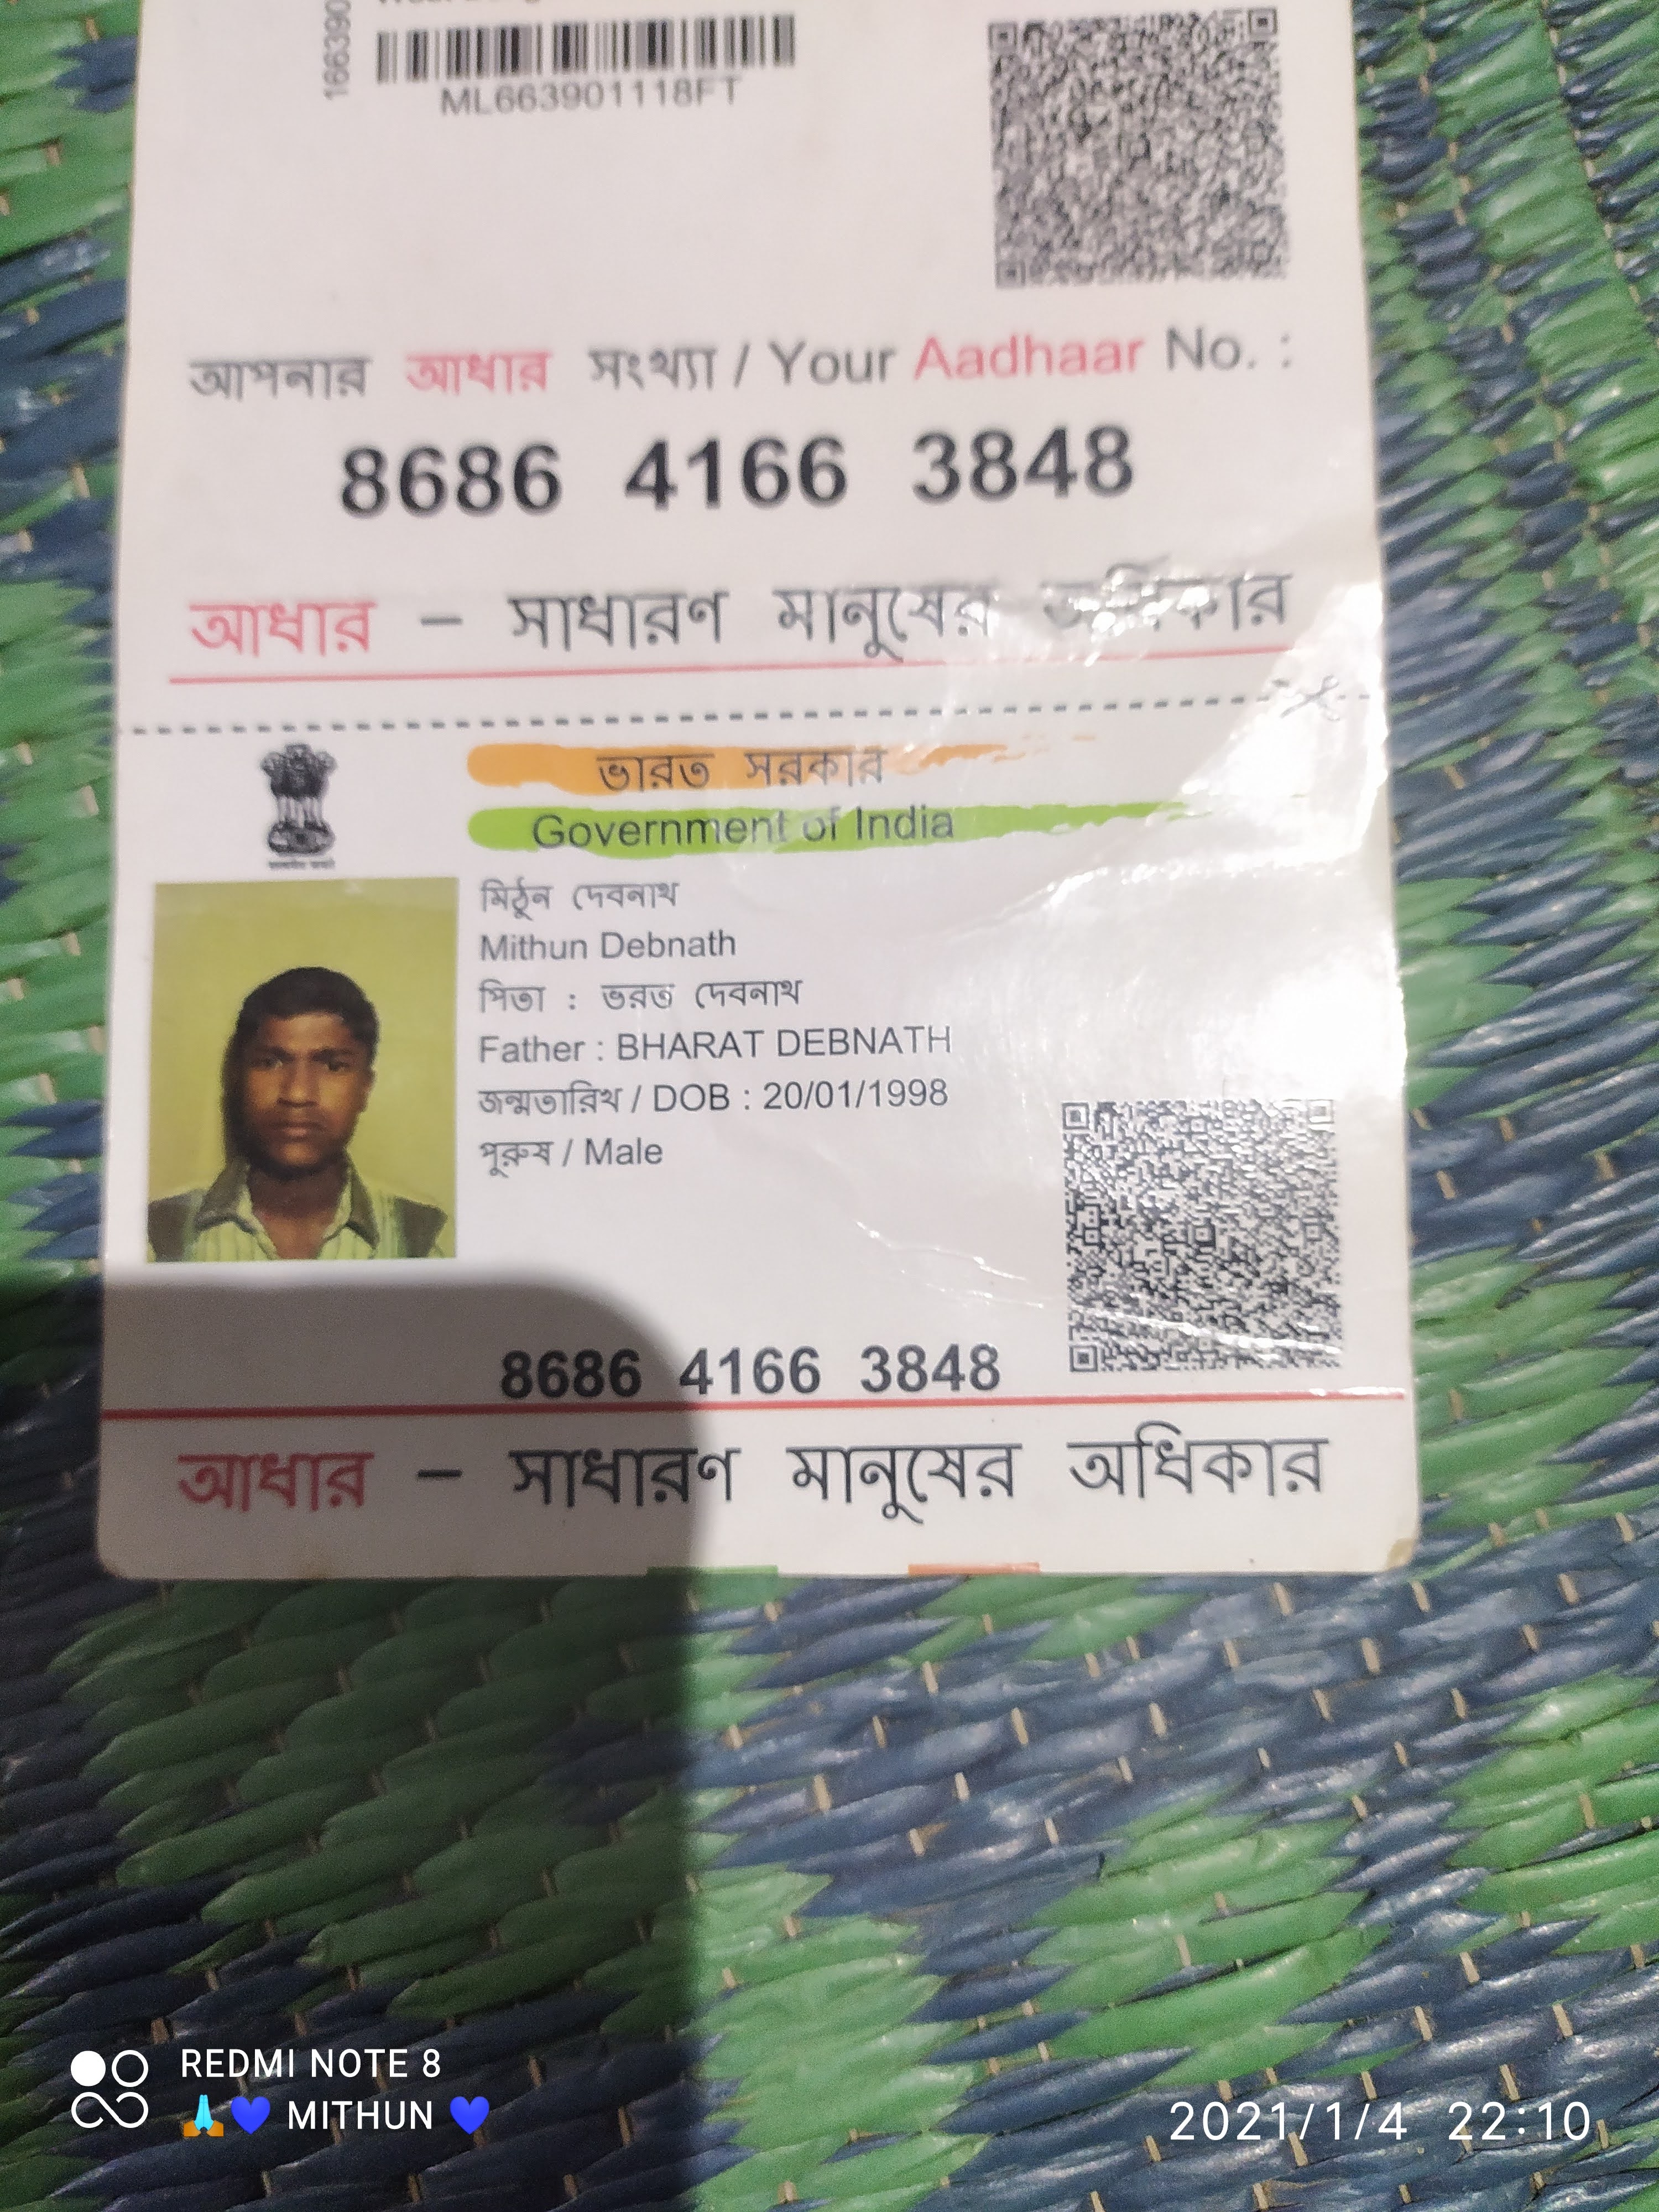 166390
ML663901118FT
আপনার আধার সংখ্যা / Your Aadhaar No. :
8686 4166 3848
আধার – সাধারণ মানুষের অধিকার
ভারত সরকার
Government of India
মিঠুন দেবনাথ
Mithun Debnath
পিতা : ভরত দেবনাথ
Father : BHARAT DEBNATH
জন্মতারিখ / DOB : 20/01/1998
পুরুষ / Male
8686 4166 3848
আধার – সাধারণ মানুষের অধিকার
REDMI NOTE 8
🙏💙 MITHUN 💙
2021/1/4 22:10